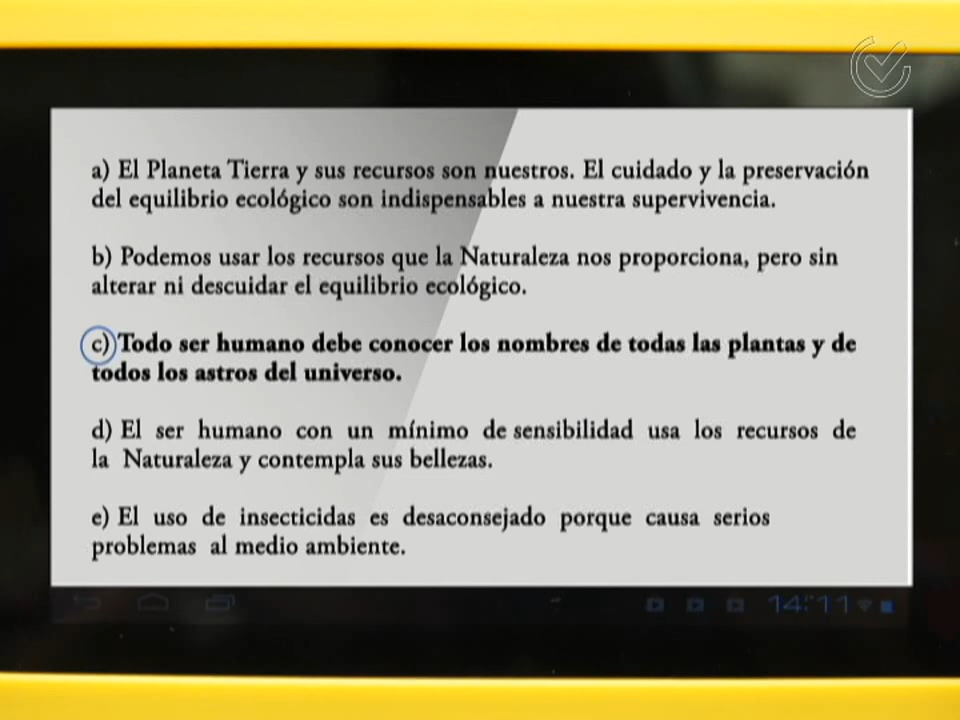 a) El Planeta Tierra y sus recursos son nuestros. El cuidado y la preservación
del equilibrio ecológico son indispensables a nuestra supervivencia.
b) Podemos usar los recursos que la Naturaleza nos proporciona, pero sin
alterar ni descuidar el equilibrio ecológico.
c) Todo ser humano debe conocer los nombres de todas las plantas y de
todos los astros del universo.
d) El ser humano con un mínimo de sensibilidad usa los recursos de
la Naturaleza y contempla sus bellezas.
e) El uso de insecticidas es desaconsejado porque causa serios
problemas al medio ambiente.
14:11